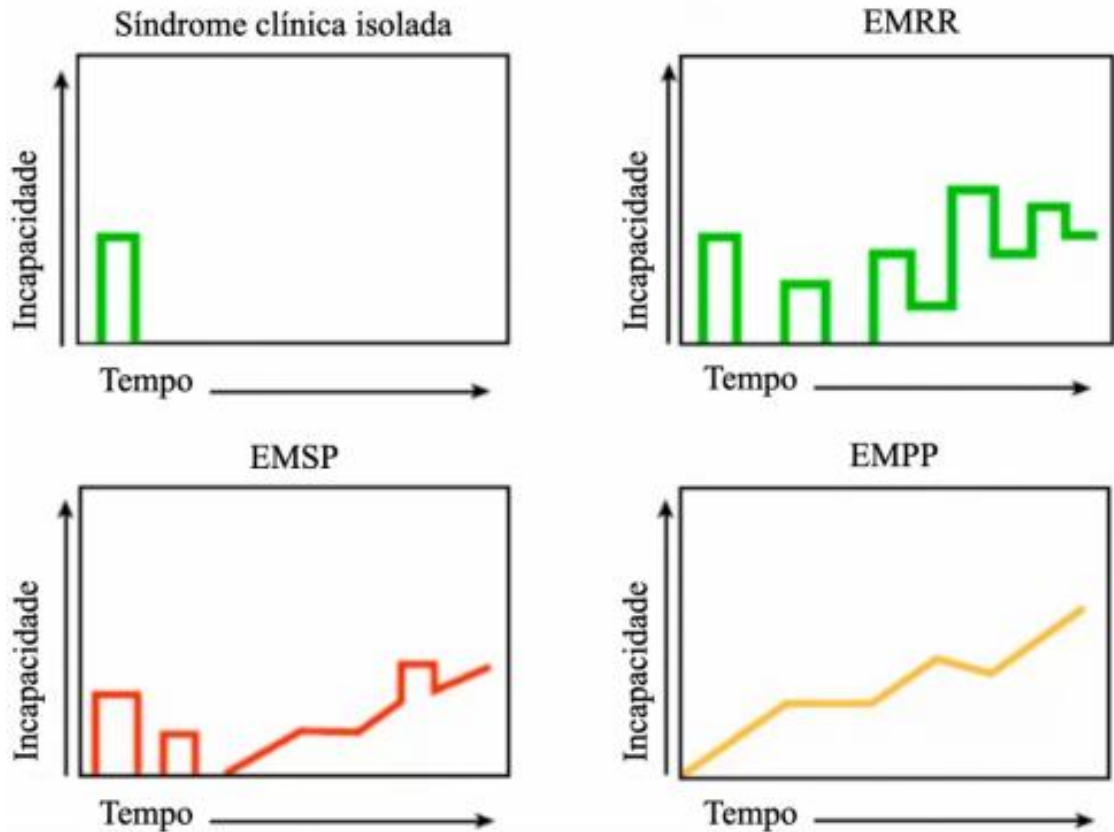 Síndrome clínica isolada
EMRR
Incapacidade
Tempo
Incapacidade
Tempo
EMSP
EMPP
Incapacidade
Tempo
Incapacidade
Tempo